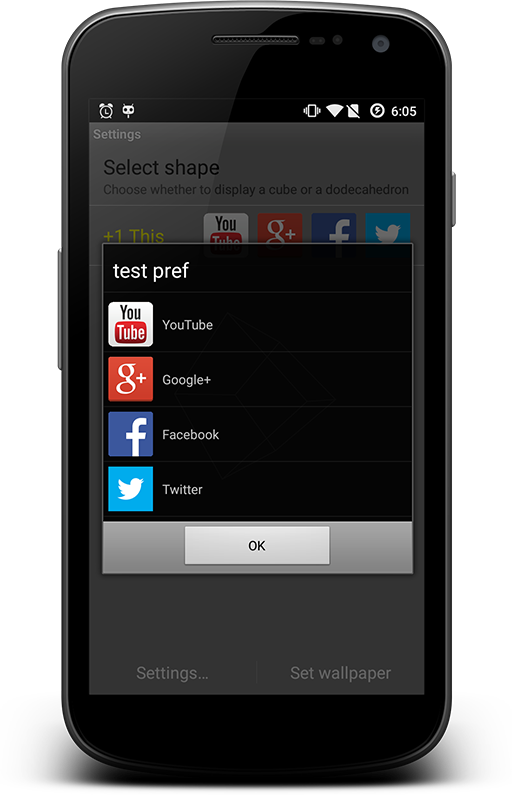 6:05
Settings
Select shape
Choose whether to display a cube or a dodecahedron
+1 This
You
Tube
g+
f
test pref
You
Tube
YouTube
g+
Google+
f
Facebook
Twitter
OK
Settings...
Set wallpaper